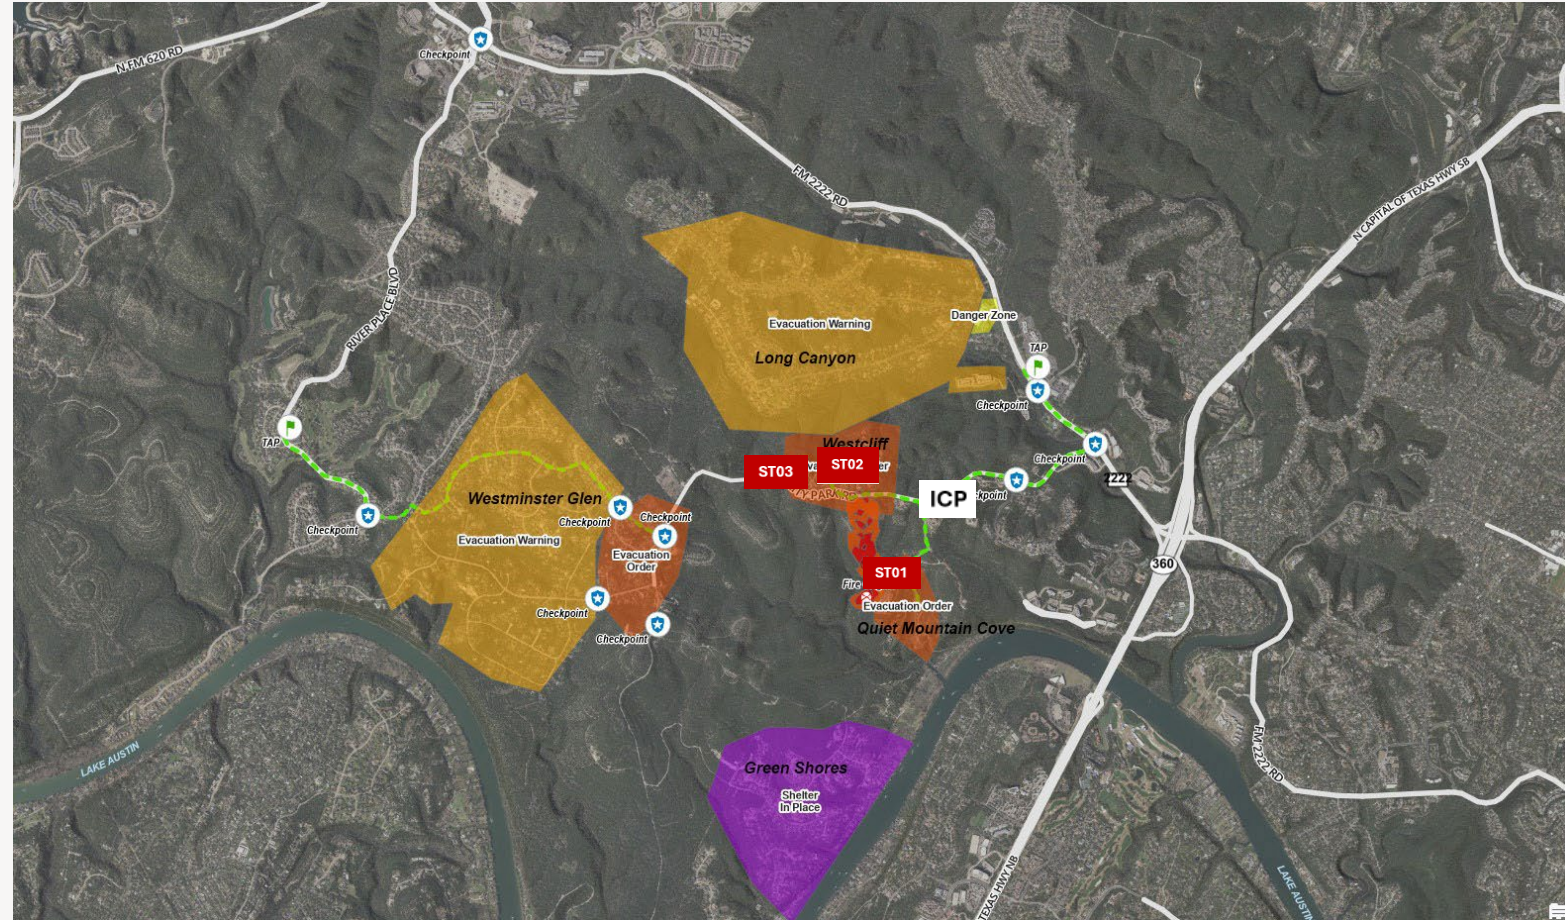 Checkpoint
N FM 620 RD
FM 2222 RD
N CAPITAL OF TEXAS HWY SB
RIVER PLACE BLVD
Evacuation Warning
Danger Zone
Long Canyon
TAP
Checkpoint
TAP
Westcliff
Checkpoint
ST03
ST02
2222
Westminster Glen
ICP
Checkpoint
Checkpoint
Checkpoint
Evacuation Warning
Evacuation
Order
360
ST01
Fire
Evacuation Order
Checkpoint
Quiet Mountain Cove
Checkpoint
LAKE AUSTIN
Green Shores
Shelter
In Place
FM 2222 RD
TEXAS HWY NB
LAKE AUSTIN